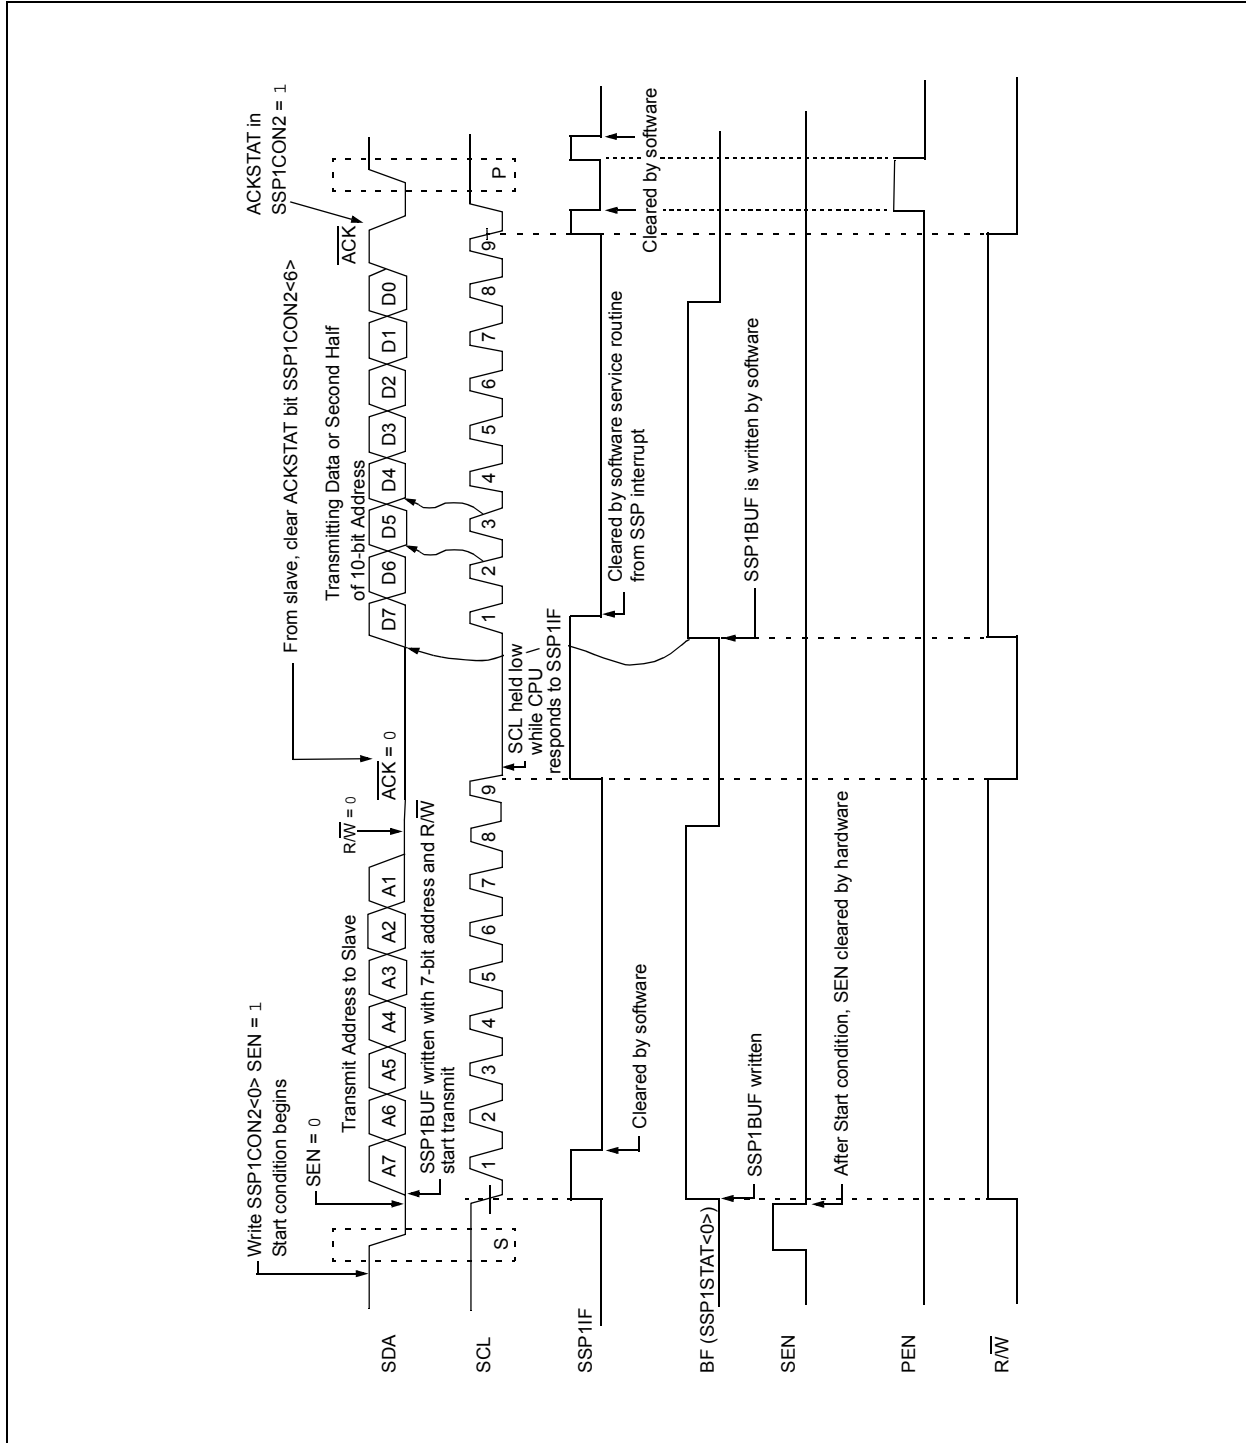 Write SSP1CON2<0> SEN = 1
Start condition begins
SEN = 0
Transmit Address to Slave
R/W = 0
From slave, clear ACKSTAT bit SSP1CON2<6>
Transmitting Data or Second Half
of 10-bit Address
ACKSTAT in
SSP1CON2 = 1
SDA
A7 A6 A5 A4 A3 A2 A1
ACK = 0
D7 D6 D5 D4 D3 D2 D1 D0
ACK
SSP1BUF written with 7-bit address and R/W
start transmit
SCL
S
1 2 3 4 5 6 7 8 9
1 2 3 4 5 6 7 8 9
P
SCL held low
while CPU
responds to SSP1IF
SSP1IF
Cleared by software
Cleared by software service routine
from SSP interrupt
Cleared by software
BF (SSP1STAT<0>)
SSP1BUF written
SSP1BUF is written by software
SEN
After Start condition, SEN cleared by hardware
PEN
R/W